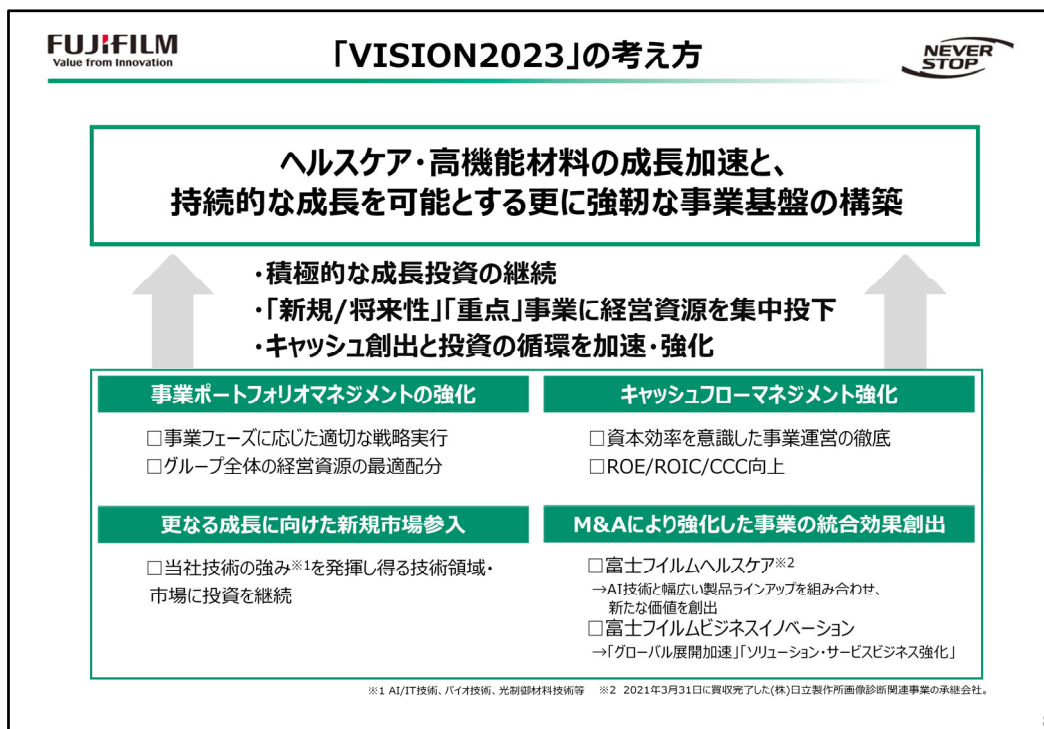 FUJIFILM
Value from Innovation
「VISION2023」の考え方
NEVER
STOP
ヘルスケア・高機能材料の成長加速と、
持続的な成長を可能とする更に強靭な事業基盤の構築
・積極的な成長投資の継続
・「新規/将来性」「重点」事業に経営資源を集中投下
・キャッシュ創出と投資の循環を加速・強化
事業ポートフォリオマネジメントの強化
□事業フェーズに応じた適切な戦略実行
□グループ全体の経営資源の最適配分
キャッシュフローマネジメント強化
□資本効率を意識した事業運営の徹底
□ROE/ROIC/CCC向上
更なる成長に向けた新規市場参入
□当社技術の強み※1を発揮し得る技術領域・
市場に投資を継続
M&Aにより強化した事業の統合効果創出
□富士フイルムヘルスケア※2
→AI技術と幅広い製品ラインアップを組み合わせ、
新たな価値を創出
□富士フイルムビジネスイノベーション
→「グローバル展開加速」「ソリューション・サービスビジネス強化」
※1 AI/IT技術、バイオ技術、光制御材料技術等 ※2 2021年3月31日に買収完了した(株)日立製作所画像診断関連事業の承継会社。